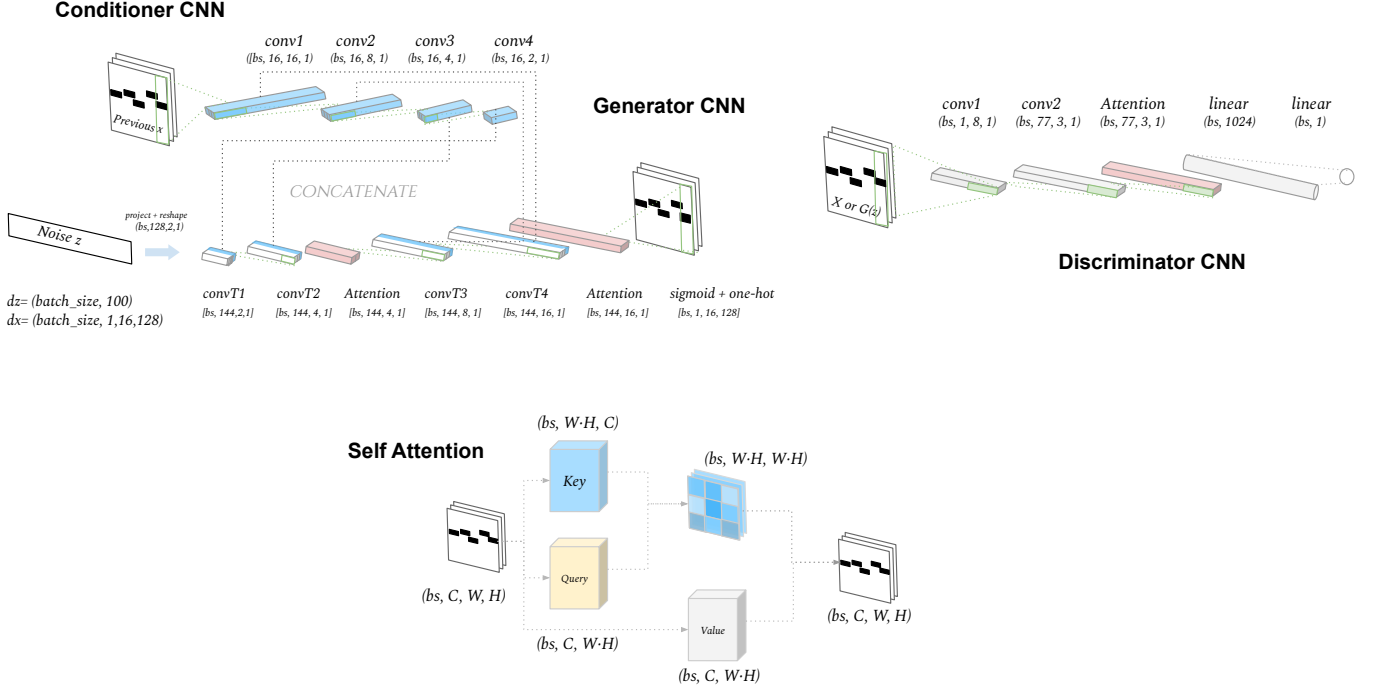 Conditioner CNN
conv1
([bs, 16, 16, 1)
conv2
(bs, 16, 8, 1)
conv3
(bs, 16, 4, 1)
conv4
(bs, 16, 2, 1)
Previous x
Generator CNN
CONCATENATE
Noise z
project + reshape
(bs,128,2,1)
dz= (batch_size, 100)
dx= (batch_size, 1,16,128)
convT1
[bs, 144,2,1]
convT2
[bs, 144, 4, 1]
Attention
[bs, 144, 4, 1]
convT3
[bs, 144, 8, 1]
convT4
[bs, 144, 16, 1]
Attention
[bs, 144, 16, 1]
sigmoid + one-hot
[bs, 1, 16, 128]
conv1
(bs, 1, 8, 1)
conv2
(bs, 77, 3, 1)
Attention
(bs, 77, 3, 1)
linear
(bs, 1024)
linear
(bs, 1)
X or G(z)
Discriminator CNN
Self Attention
(bs, W·H, C)
Key
(bs, W·H, W·H)
Query
(bs, C, W, H)
(bs, C, W·H)
Value
(bs, C, W·H)
(bs, C, W, H)